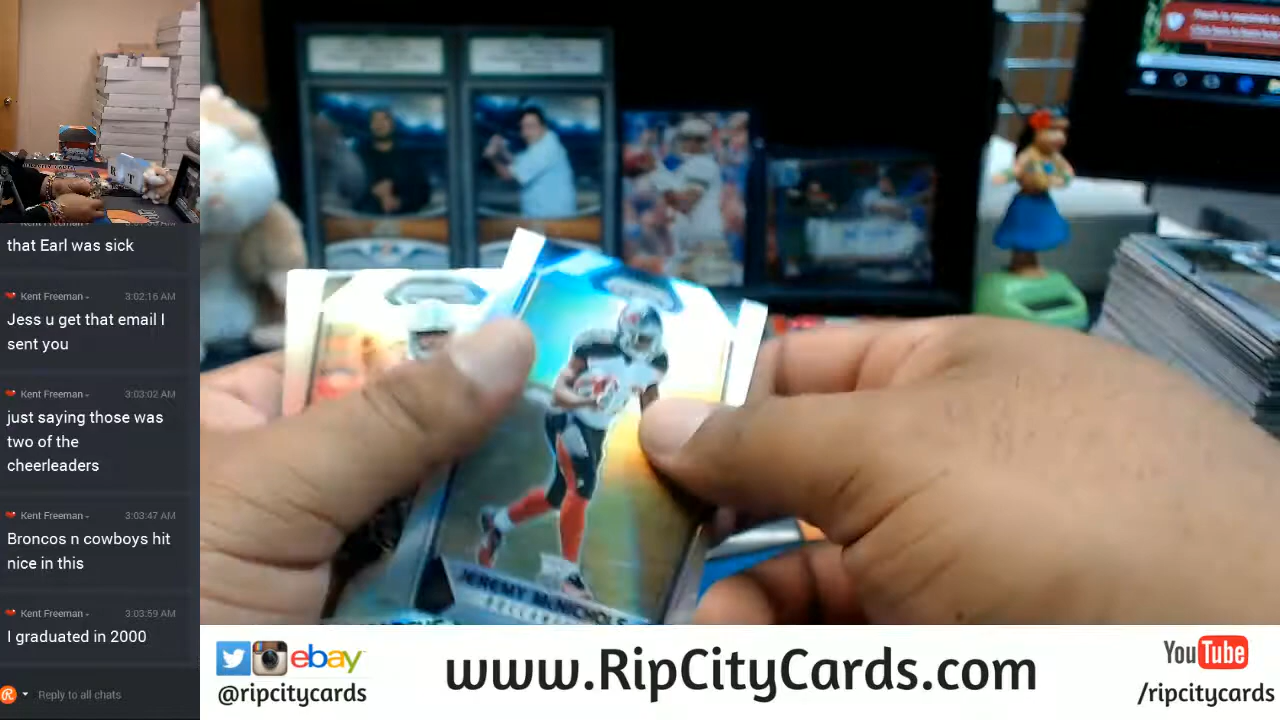 that Earl was sick
Kent Freeman 3:02:16 AM
Jess u get that email I
sent you
Kent Freeman 3:03:02 AM
just saying those was
two of the
cheerleaders
Kent Freeman 3:03:47 AM
Broncos n cowboys hit
nice in this
Kent Freeman 3:03:59 AM
I graduated in 2000
Reply to all chats
JEREMY McNICHOLS
ebay
@ripcitycards
www.RipCityCards.com
YouTube
/ripcitycards